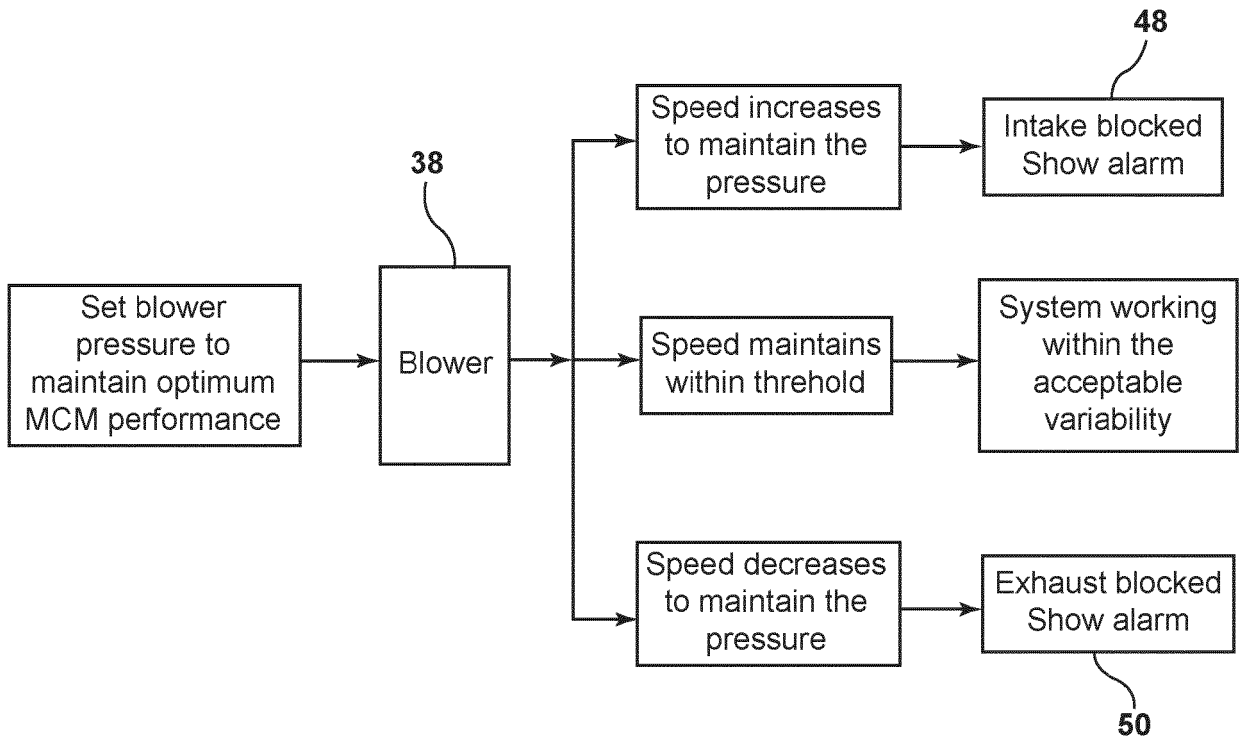 48
Speed increases
to maintain the
pressure
Intake blocked
Show alarm
38
Set blower
pressure to
maintain optimum
MCM performance
Blower
Speed maintains
within threhold
System working
within the
acceptable
variability
Speed decreases
to maintain the
pressure
Exhaust blocked
Show alarm
50